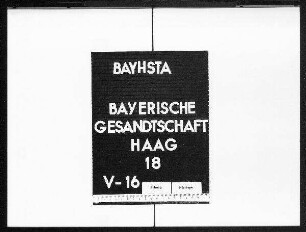 BAYHSTA
BAYERISCHE
GESANDTSCHAFT
HAAG
18
V-16